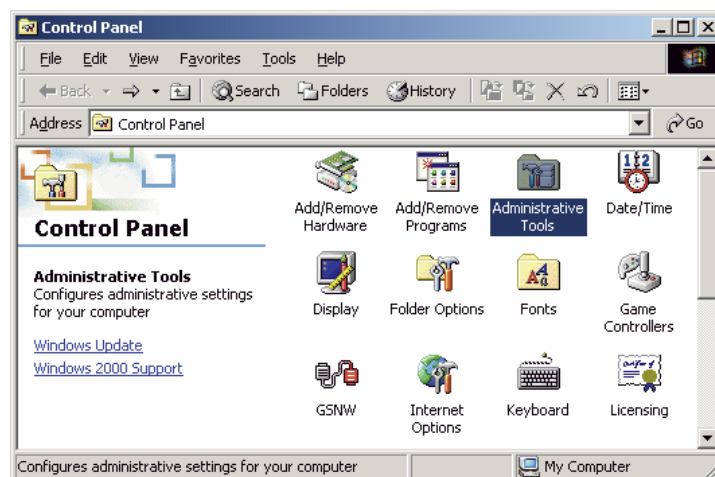 Control Panel
File Edit View Favorites Tools Help
Back Search Folders History
Address Control Panel Go
Control Panel
Administrative Tools
Configures administrative settings
for your computer
Windows Update
Windows 2000 Support
Add/Remove
Hardware
Add/Remove
Programs
Administrative
Tools
Date/Time
Display
Folder Options
Fonts
Game
Controllers
GSNW
Internet
Options
Keyboard
Licensing
Configures administrative settings for your computer My Computer